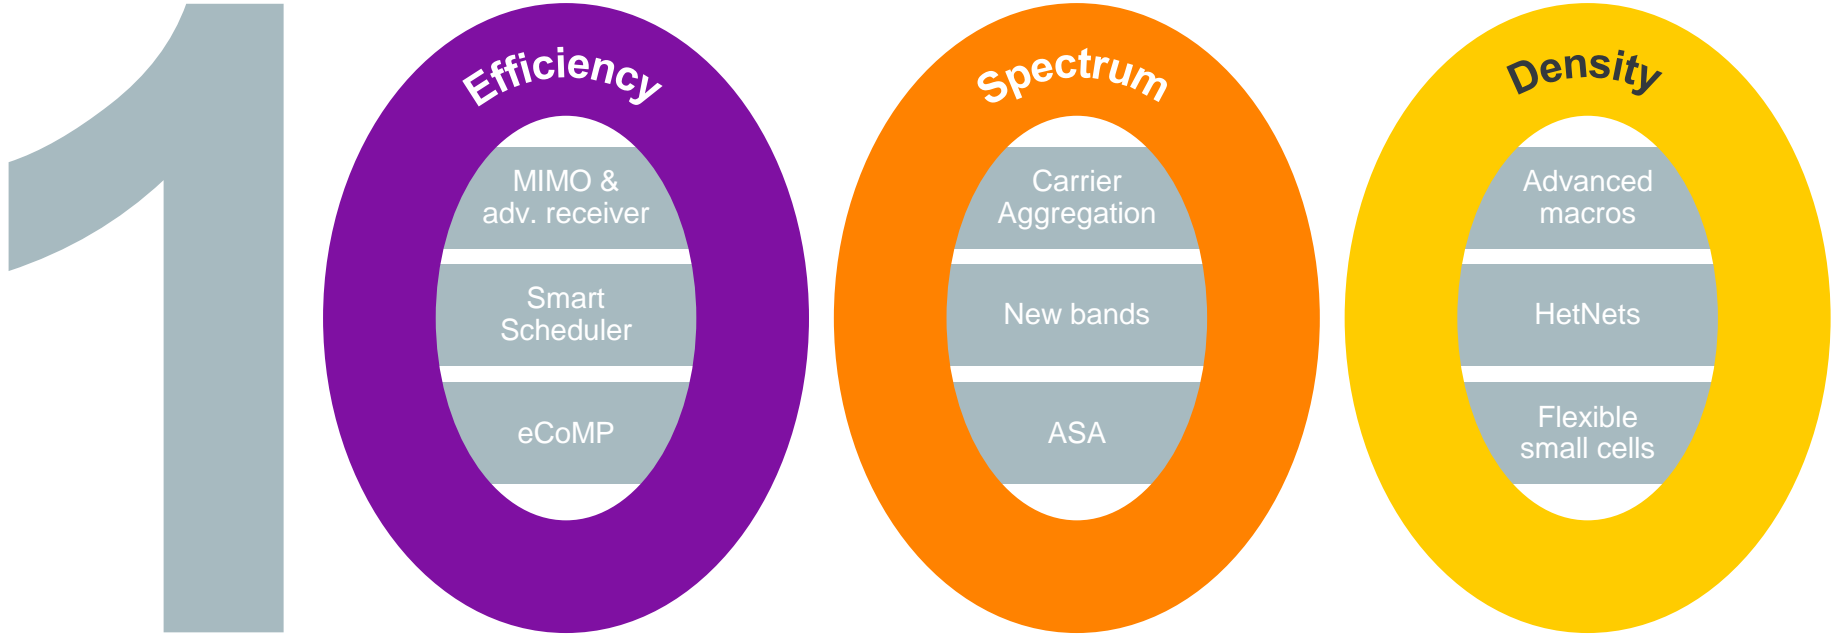 1
Efficiency
MIMO &
adv. receiver
Smart
Scheduler
eCoMP
Spectrum
Carrier
Aggregation
New bands
ASA
Density
Advanced
macros
HetNets
Flexible
small cells